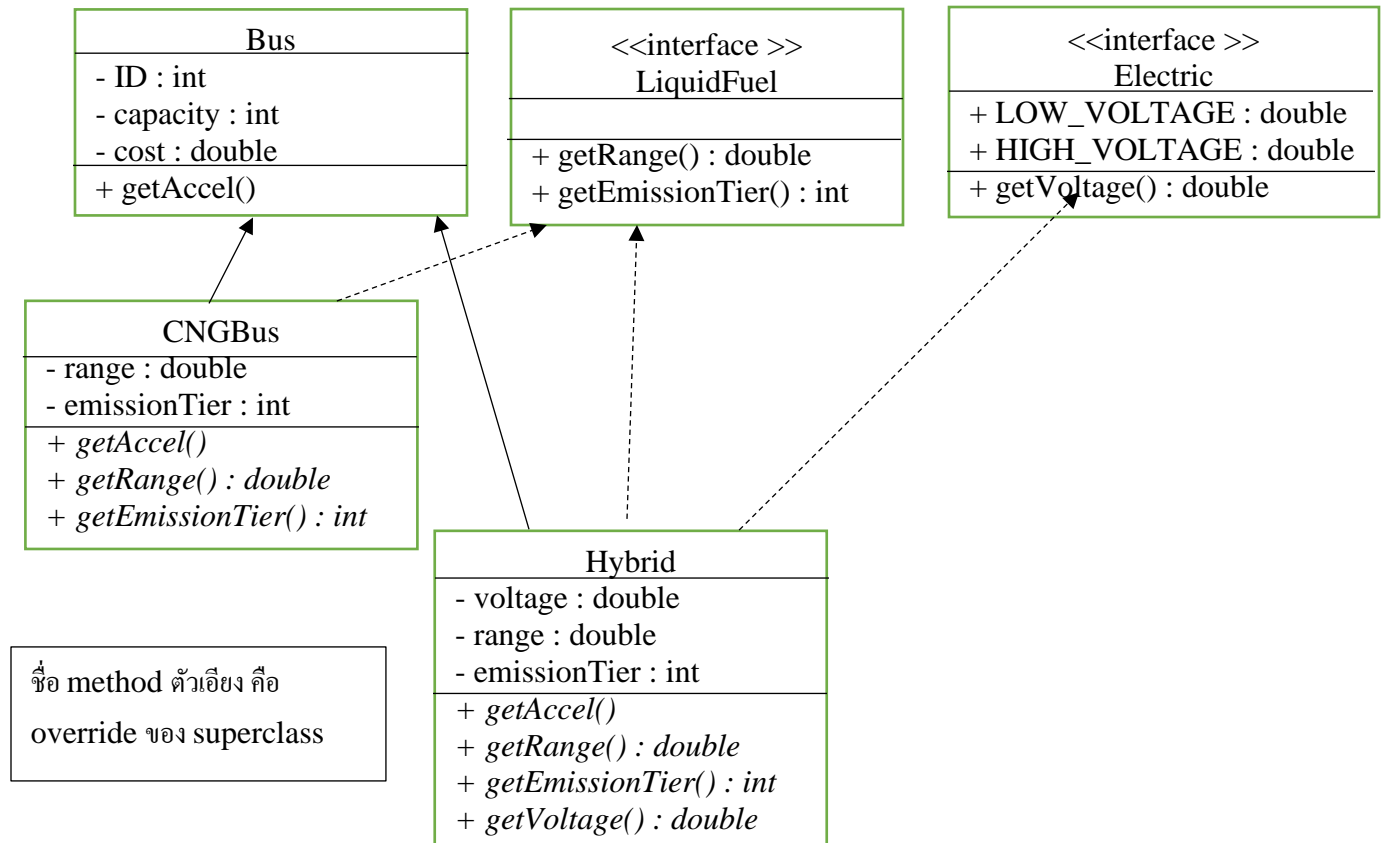 Bus
- ID : int
- capacity : int
- cost : double
+ getAccel()
<<interface >>
LiquidFuel
+ getRange() : double
+ getEmissionTier() : int
<<interface >>
Electric
+ LOW_VOLTAGE : double
+ HIGH_VOLTAGE : double
+ getVoltage() : double
CNGBus
- range : double
- emissionTier : int
+ getAccel()
+ getRange() : double
+ getEmissionTier() : int
Hybrid
- voltage : double
- range : double
- emissionTier : int
+ getAccel()
+ getRange() : double
+ getEmissionTier() : int
+ getVoltage() : double
ชื่อ method ตัวเอียง คือ
override ของ superclass